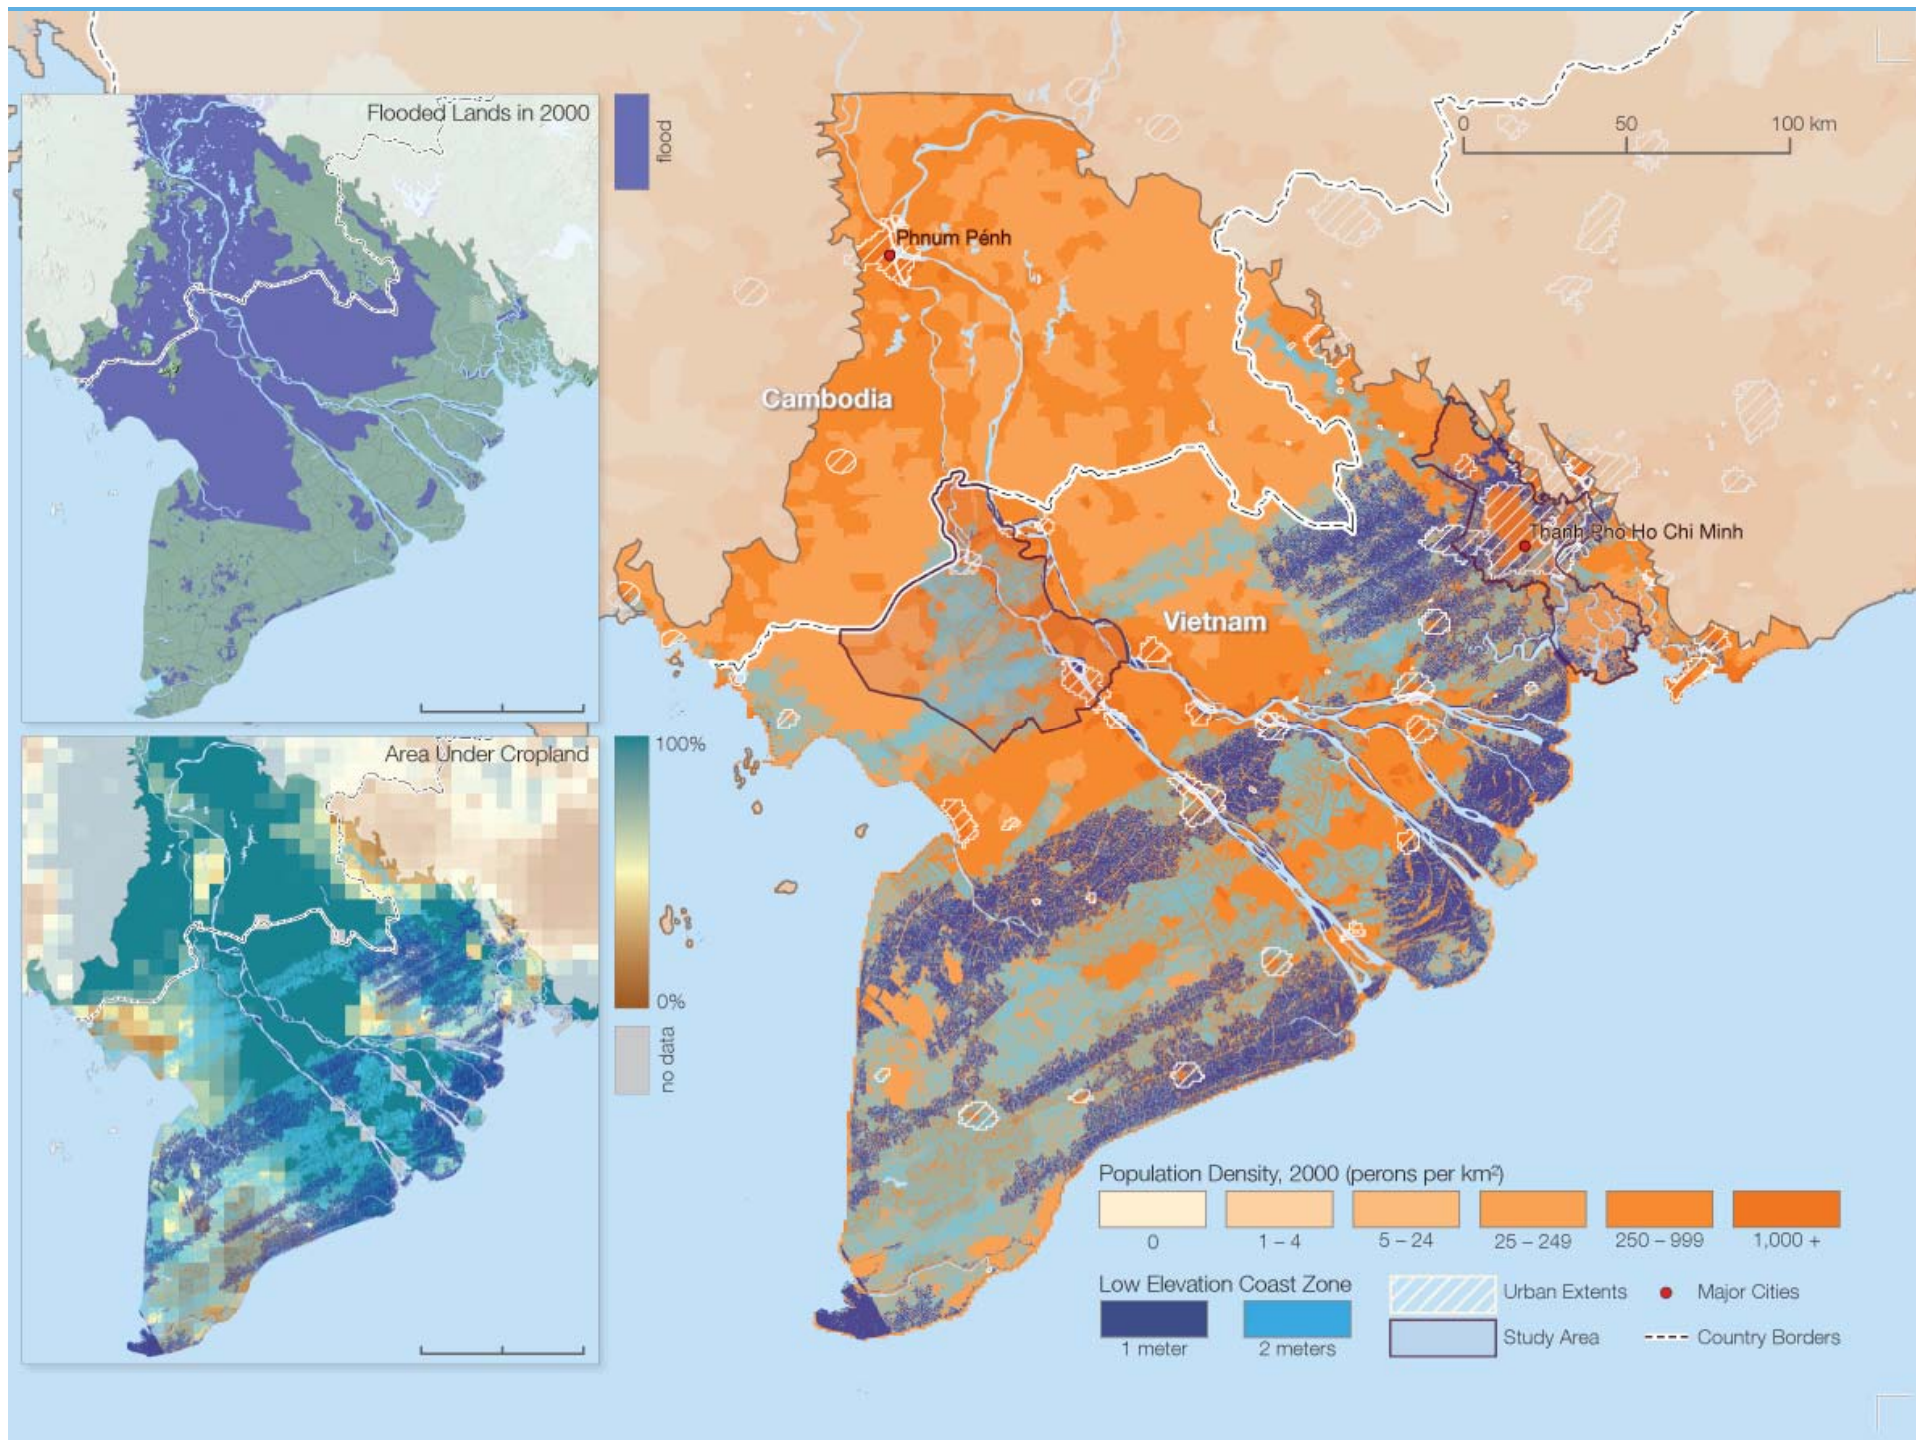 Flooded Lands in 2000
flood
0 50 100 km
Phnum Pénh
Cambodia
Thanh Pho Ho Chi Minh
Vietnam
Area Under Cropland
100%
0%
no data
Population Density, 2000 (perons per km²)
0 1 – 4 5 – 24 25 – 249 250 – 999 1,000 +
Low Elevation Coast Zone
1 meter 2 meters
Urban Extents
Major Cities
Study Area
Country Borders